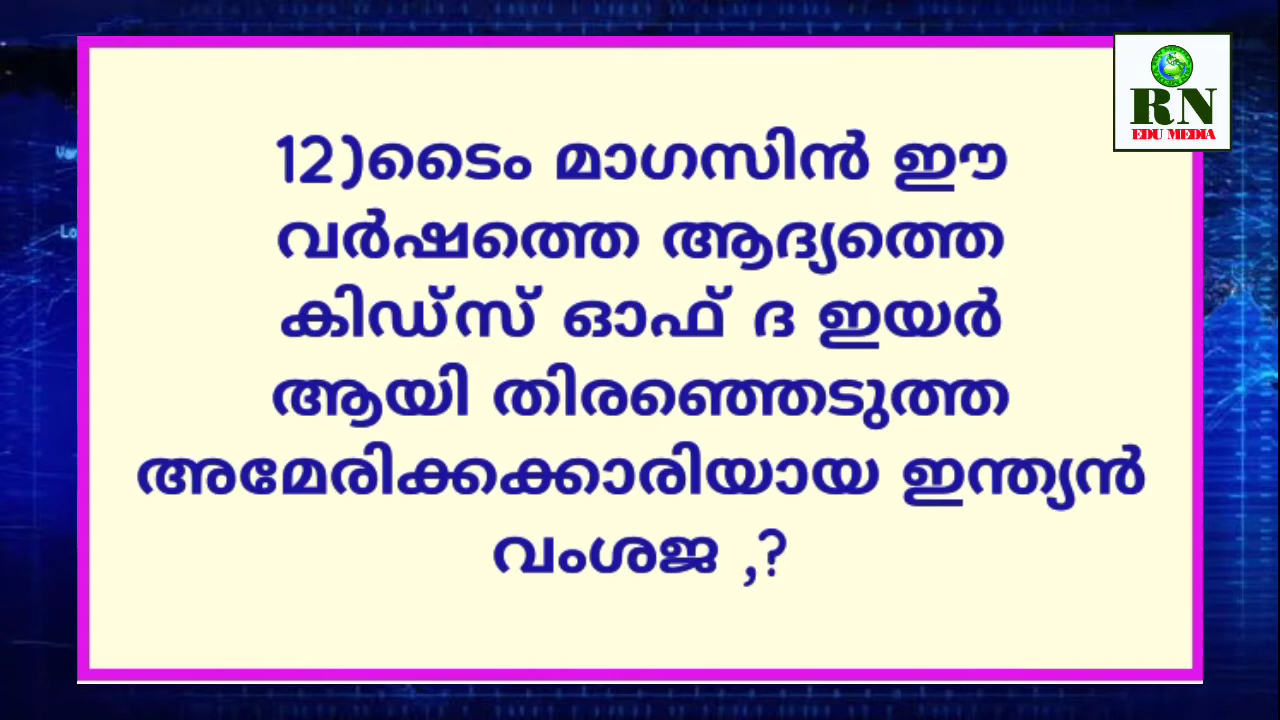 RN
EDU MEDIA
12)ടൈം മാഗസിൻ ഈ
വർഷത്തെ ആദ്യത്തെ
കിഡ്സ് ഓഫ് ദ ഇയർ
ആയി തിരഞ്ഞെടുത്ത
അമേരിക്കക്കാരിയായ ഇന്ത്യൻ
വംശജ ,?